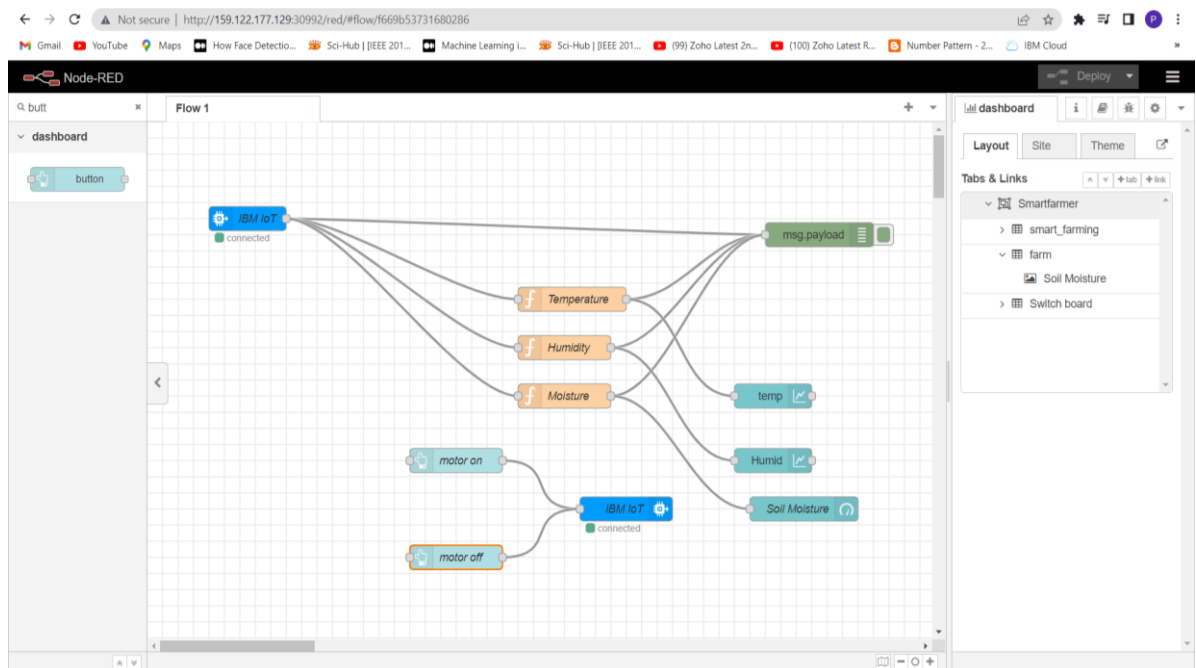 Not secure | http://159.122.177.129:30992/red/#flow/f669b53731680286
P
Gmail YouTube Maps How Face Detectio... Sci-Hub | [IEEE 201... Machine Learning i... Sci-Hub | [IEEE 201... (99) Zoho Latest 2n... (100) Zoho Latest R... Number Pattern - 2... IBM Cloud »
Node-RED Deploy
butt
Flow 1
dashboard
dashboard
button
Layout Site Theme
Tabs & Links
+tab +link
Smartfarmer
smart_farming
farm
Soil Moisture
Switch board
IBM IoT
connected
msg.payload
Temperature
Humidity
Moisture
temp
motor on
Humid
IBM IoT
connected
Soil Moisture
motor off